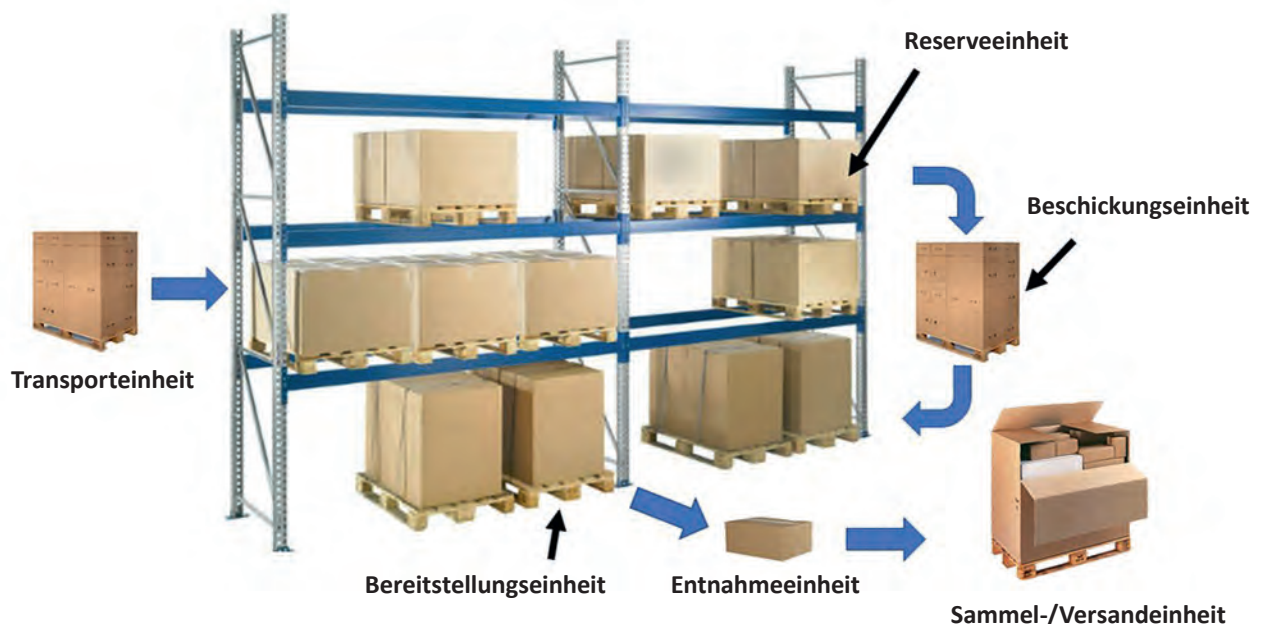 Reserveeinheit
Beschickungseinheit
Transporteinheit
Bereitstellungseinheit
Entnahmeeinheit
Sammel-/Versandeinheit